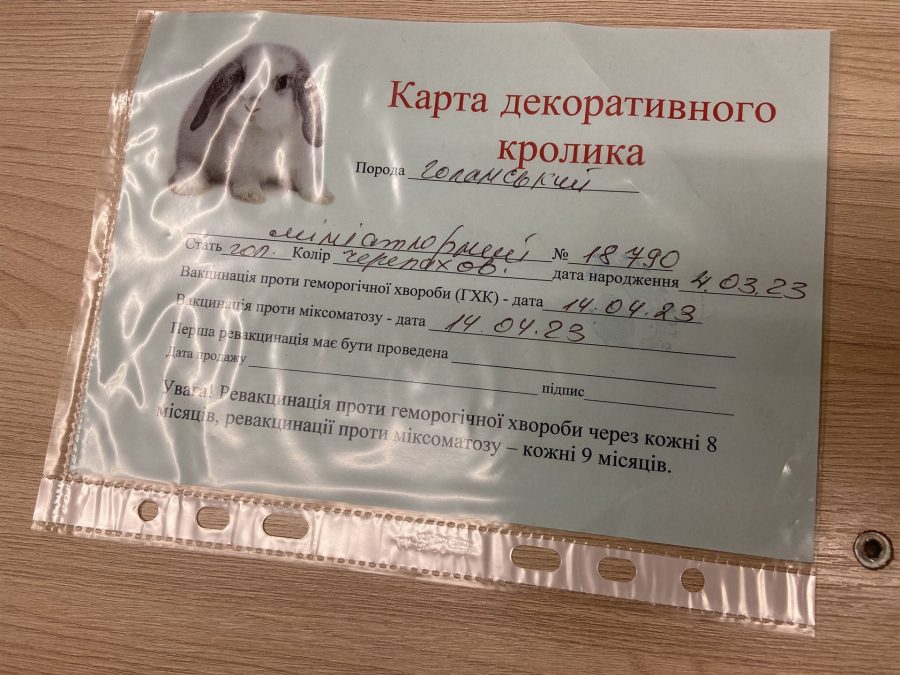 Карта декоративного
кролика
Порода голамський
мініатюрний № 18790
Стать гол. Колір черепахов. дата народження 4 03.23
Вакцинація проти геморогічної хвороби (ГХК) - дата 14.04.23
Вакцинація проти міксоматозу - дата 14.04.23
Перша ревакцинація має бути проведена
Дата продажу підпис
Увага! Ревакцинація проти геморогічної хвороби через кожні 8
місяців, ревакцинації проти міксоматозу – кожні 9 місяців.